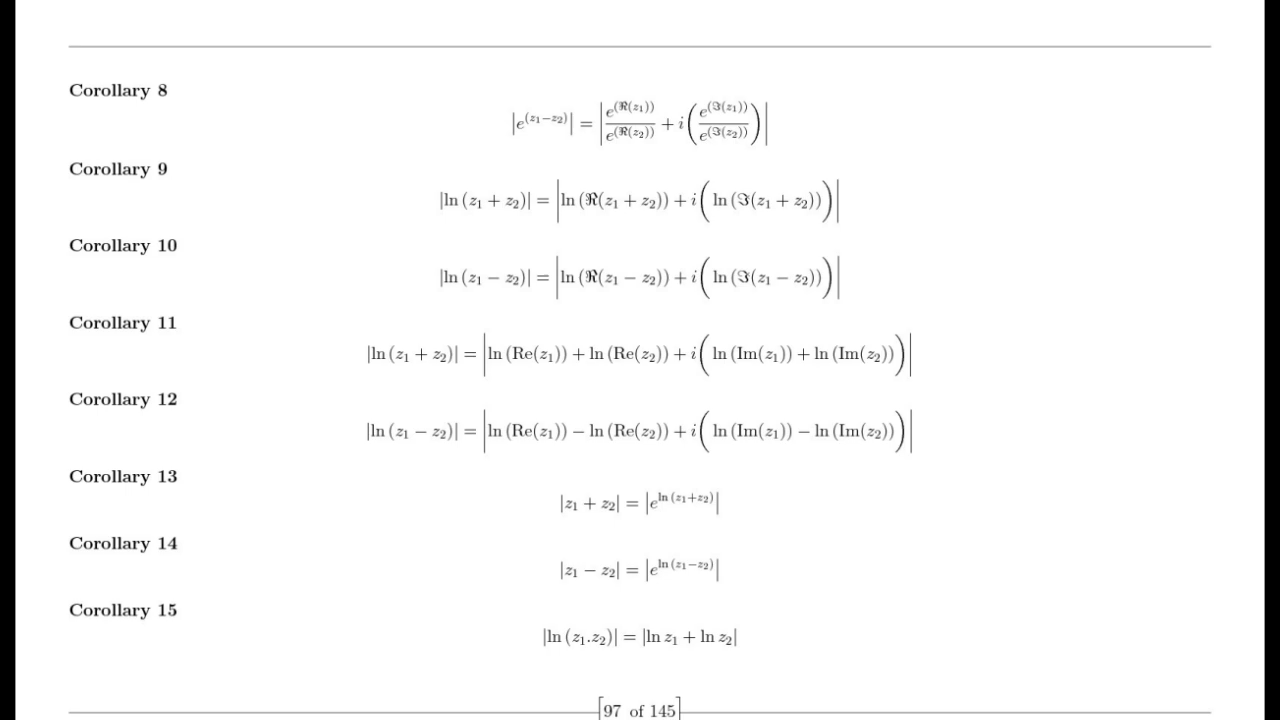 Corollary 8
|e^{(z_1−z_2)}| = |\frac{e^{(ℜ(z_1))}}{e^{(ℜ(z_2))}} + i(\frac{e^{(ℑ(z_1))}}{e^{(ℑ(z_2))}})|
Corollary 9
|ln (z_1 + z_2)| = |ln (ℜ(z_1 + z_2)) + i( ln (ℑ(z_1 + z_2)))|
Corollary 10
|ln (z_1 − z_2)| = |ln (ℜ(z_1 − z_2)) + i( ln (ℑ(z_1 − z_2)))|
Corollary 11
|ln (z_1 + z_2)| = |ln (Re(z_1)) + ln (Re(z_2)) + i( ln (Im(z_1)) + ln (Im(z_2)))|
Corollary 12
|ln (z_1 − z_2)| = |ln (Re(z_1)) − ln (Re(z_2)) + i( ln (Im(z_1)) − ln (Im(z_2)))|
Corollary 13
|z_1 + z_2| = |e^{ln (z_1+z_2)}|
Corollary 14
|z_1 − z_2| = |e^{ln (z_1−z_2)}|
Corollary 15
|ln (z_1.z_2)| = |ln z_1 + ln z_2|
[97 of 145]